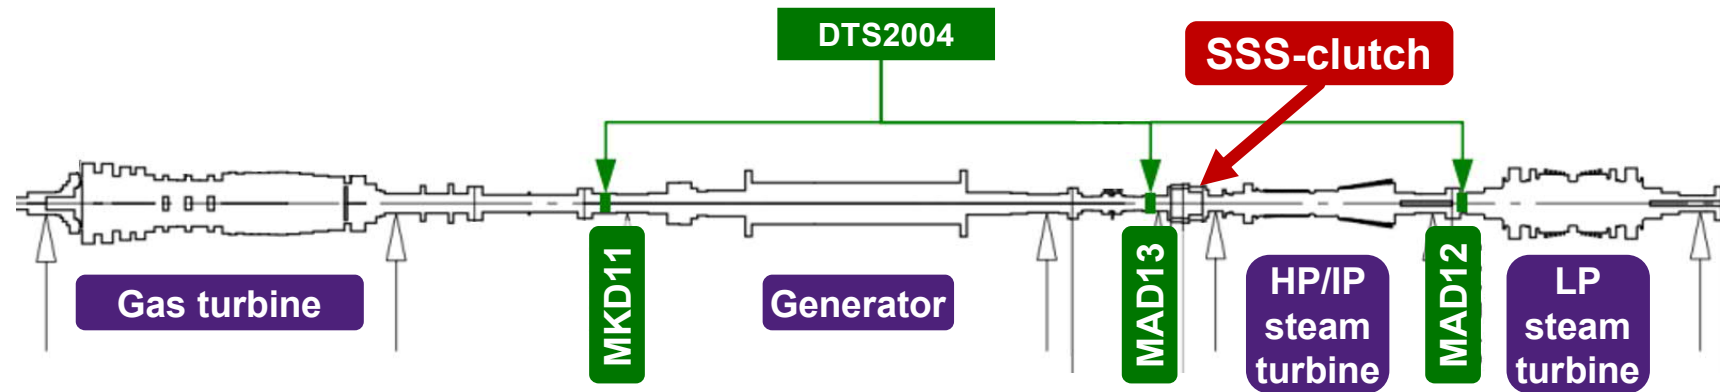 DTS2004
SSS-clutch
Gas turbine
MKD11
Generator
MAD13
HP/IP
steam
turbine
MAD12
LP
steam
turbine